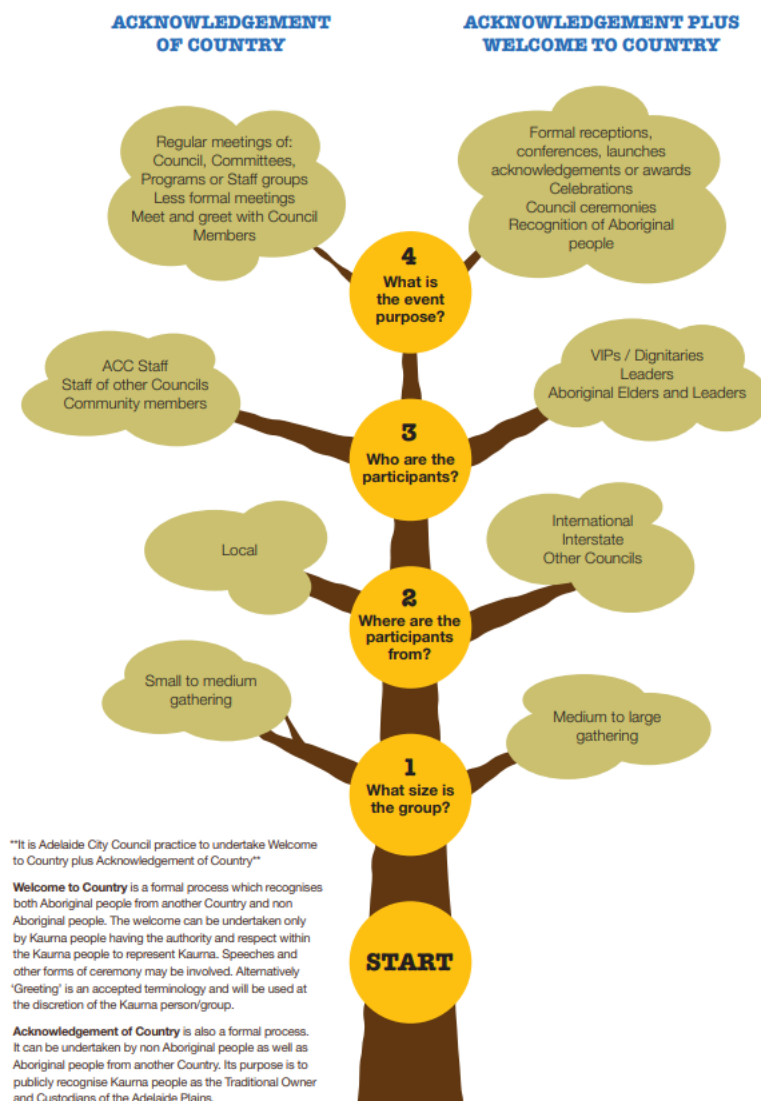 ACKNOWLEDGEMENT
OF COUNTRY
ACKNOWLEDGEMENT PLUS
WELCOME TO COUNTRY
Regular meetings of:
Council, Committees,
Programs or Staff groups
Less formal meetings
Meet and greet with Council
Members
Formal receptions,
conferences, launches
acknowledgements or awards
Celebrations
Council ceremonies
Recognition of Aboriginal
people
4
What is
the event
purpose?
ACC Staff
Staff of other Councils
Community members
VIPs / Dignitaries
Leaders
Aboriginal Elders and Leaders
3
Who are the
participants?
Local
International
Interstate
Other Councils
2
Where are the
participants
from?
Small to medium
gathering
Medium to large
gathering
1
What size is
the group?
**It is Adelaide City Council practice to undertake Welcome
to Country plus Acknowledgement of Country**
Welcome to Country is a formal process which recognises
both Aboriginal people from another Country and non
Aboriginal people. The welcome can be undertaken only
by Kaurna people having the authority and respect within
the Kaurna people to represent Kaurna. Speeches and
other forms of ceremony may be involved. Alternatively
‘Greeting’ is an accepted terminology and will be used at
the discretion of the Kaurna person/group.
Acknowledgement of Country is also a formal process.
It can be undertaken by non Aboriginal people as well as
Aboriginal people from another Country. Its purpose is to
publicly recognise Kaurna people as the Traditional Owner
and Custodians of the Adelaide Plains.
START